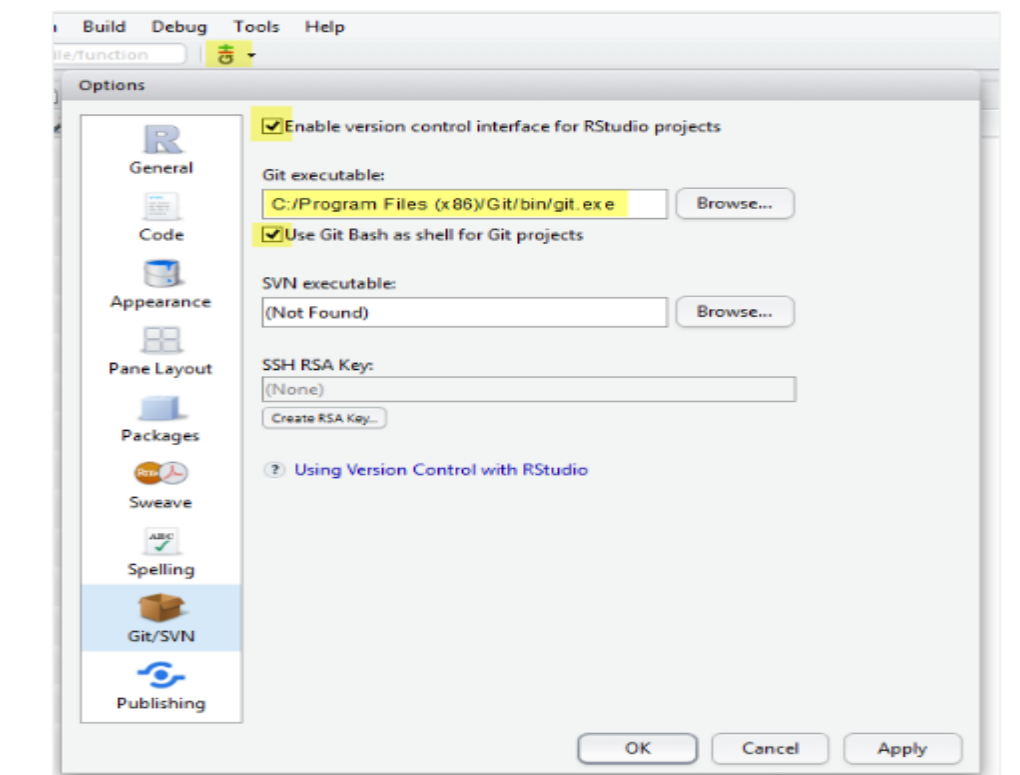 Build Debug Tools Help
ile/function
Options
Enable version control interface for RStudio projects
R
General
Git executable:
C:/Program Files (x86)/Git/bin/git.exe
Browse...
Code
Use Git Bash as shell for Git projects
SVN executable:
Appearance
(Not Found)
Browse...
Pane Layout
SSH RSA Key:
(None)
Create RSA Key...
Packages
? Using Version Control with RStudio
Sweave
ABC
Spelling
Git/SVN
Publishing
OK Cancel Apply